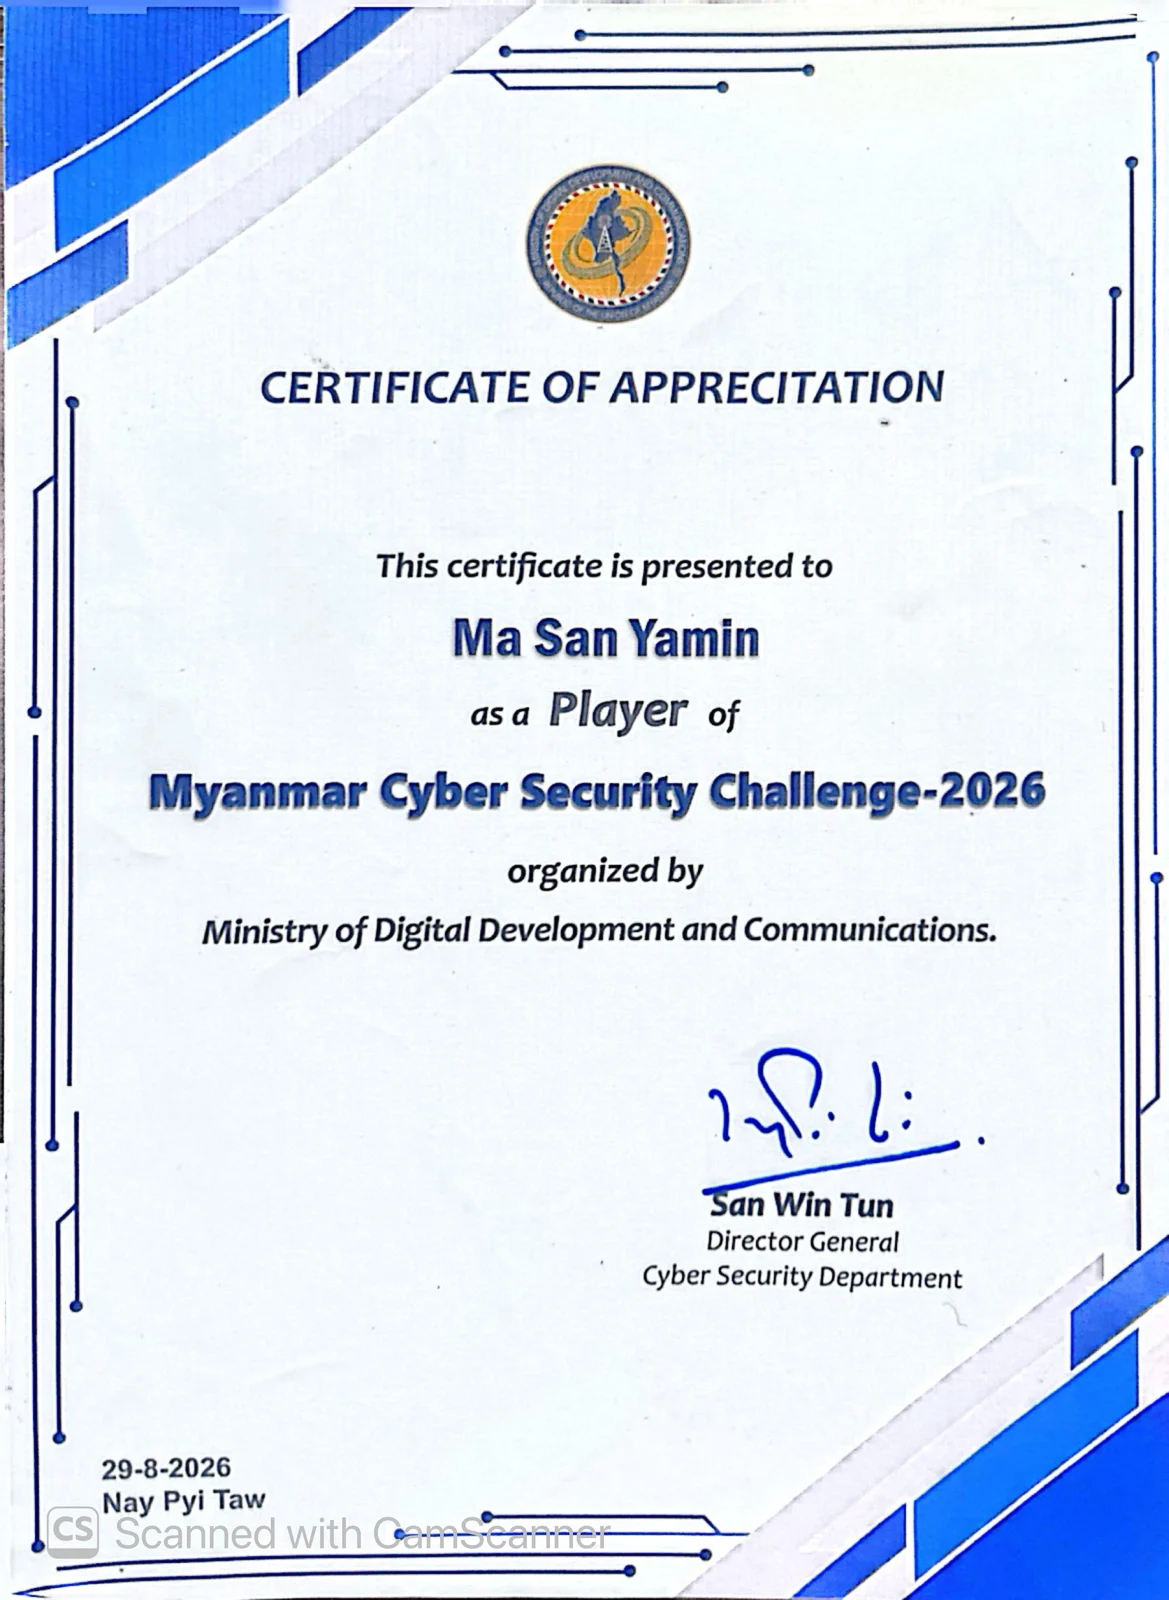 CERTIFICATE OF APPRECITATION
This certificate is presented to
Ma San Yamin
as a Player of
Myanmar Cyber Security Challenge-2026
organized by
Ministry of Digital Development and Communications.
San Win Tun
Director General
Cyber Security Department
29-8-2026
Nay Pyi Taw
CS Scanned with CamScanner